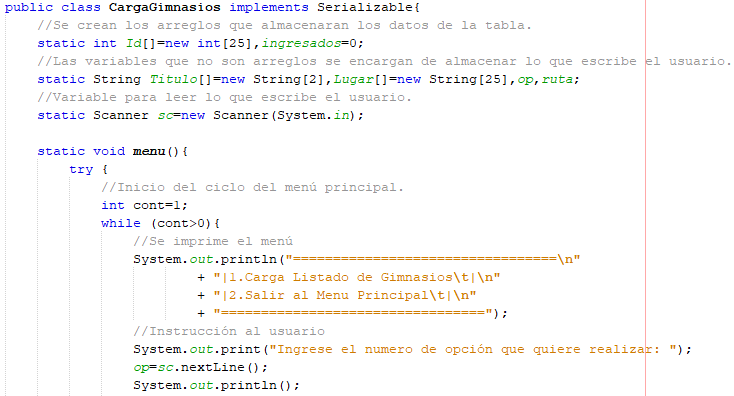 public class CargaGimnasios implements Serializable{
//Se crean los arreglos que almacenaran los datos de la tabla.
static int Id[]=new int[25],ingresados=0;
//Las variables que no son arreglos se encargan de almacenar lo que escribe el usuario.
static String Titulo[]=new String[2],Lugar[]=new String[25],op,ruta;
//Variable para leer lo que escribe el usuario.
static Scanner sc=new Scanner(System.in);
static void menu(){
try {
//Inicio del ciclo del menú principal.
int cont=1;
while (cont>0){
//Se imprime el menú
System.out.println("=================================\n"
+ "|1.Carga Listado de Gimnasios\t|\n"
+ "|2.Salir al Menu Principal\t|\n"
+ "=================================");
//Instrucción al usuario
System.out.print("Ingrese el numero de opción que quiere realizar: ");
op=sc.nextLine();
System.out.println();